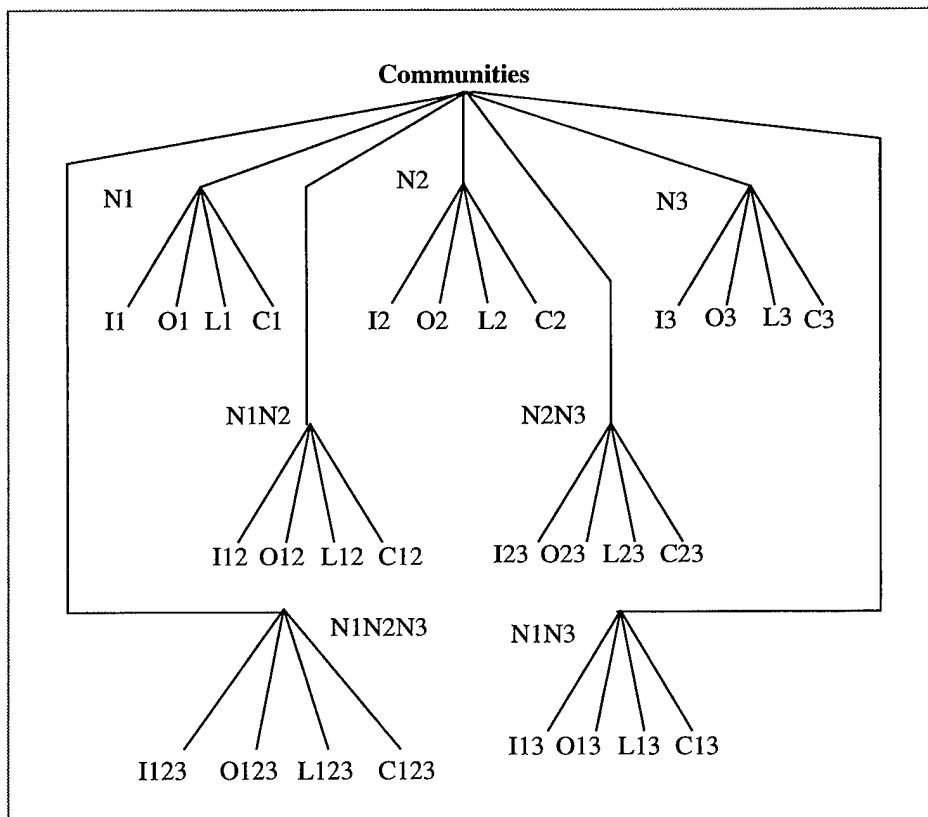 Communities
N1 N2 N3
I1 O1 L1 C1 I2 O2 L2 C2 I3 O3 L3 C3
N1N2 N2N3
I12 O12 L12 C12 I23 O23 L23 C23
N1N2N3 N1N3
I13 O13 L13 C13
I123 O123 L123 C123